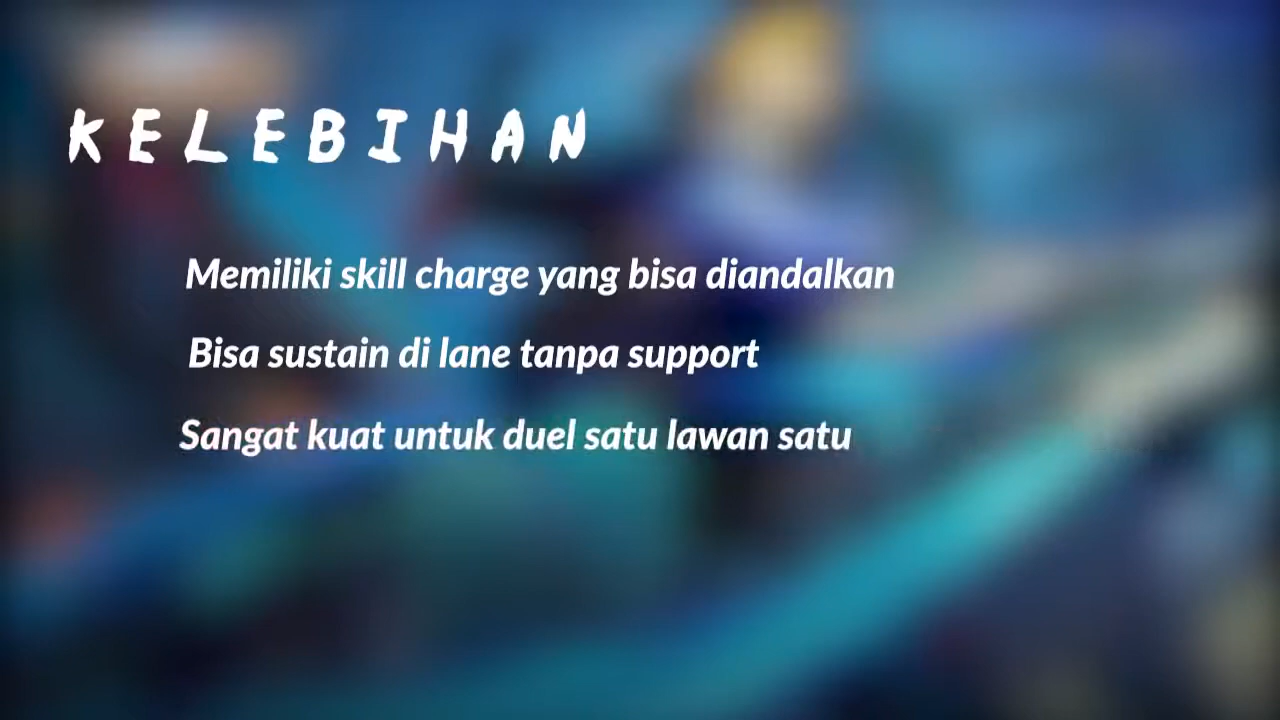 KELEBIHAN
Memiliki skill charge yang bisa diandalkan
Bisa sustain di lane tanpa support
Sangat kuat untuk duel satu lawan satu